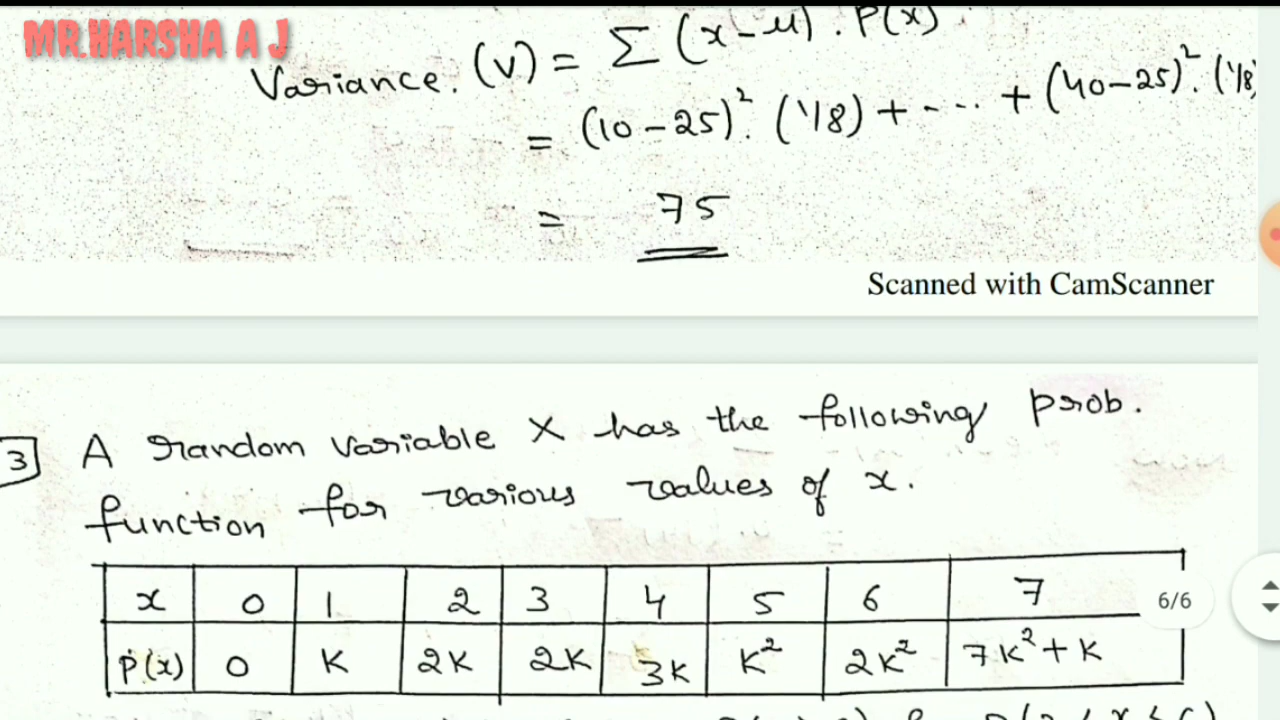 MR.HARSHA A J
Variance. (V) = Σ (x-μ) . P(x)
= (10-25)². (1/8) + --- + (40-25)². (1/8)
= 75
Scanned with CamScanner
3 A random variable X has the following prob.
function for various values of x.
x 0 1 2 3 4 5 6 7
P(x) 0 K 2K 2K 3K K² 2K² 7K²+K
6/6